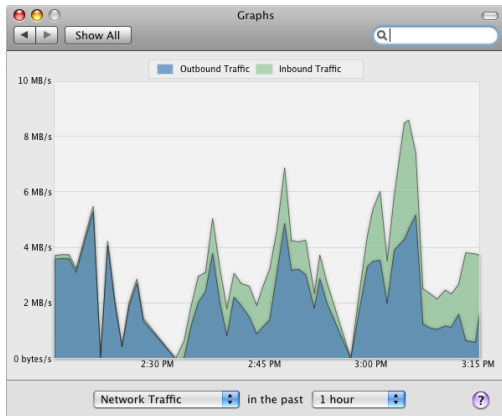 Graphs
Show All
Outbound Traffic Inbound Traffic
10 MB/s
8 MB/s
6 MB/s
4 MB/s
2 MB/s
0 bytes/s
2:30 PM 2:45 PM 3:00 PM 3:15 PM
Network Traffic in the past 1 hour ?